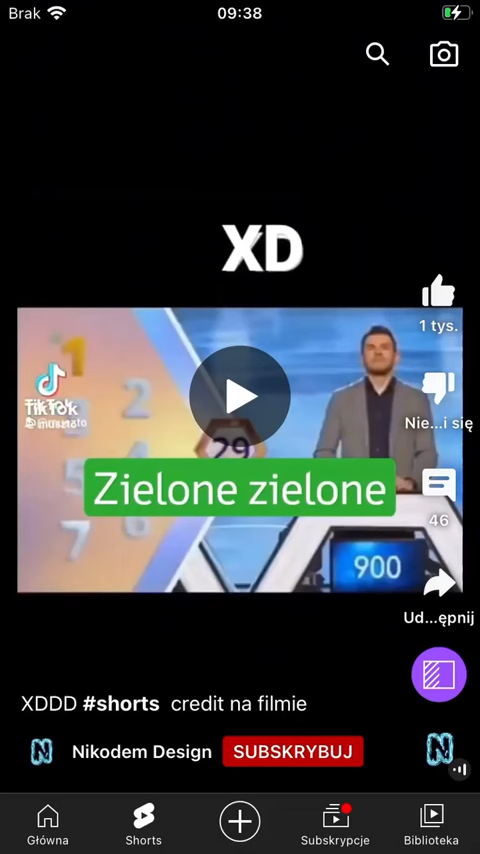 Brak
09:38
XD
1 tys.
1
2
TikTok
4
29
Nie...i się
Zielone zielone
46
7
900
Ud...ępnij
XDDD #shorts credit na filmie
N
Nikodem Design
SUBSKRYBUJ
N
Główna
Shorts
Subskrypcje
Biblioteka